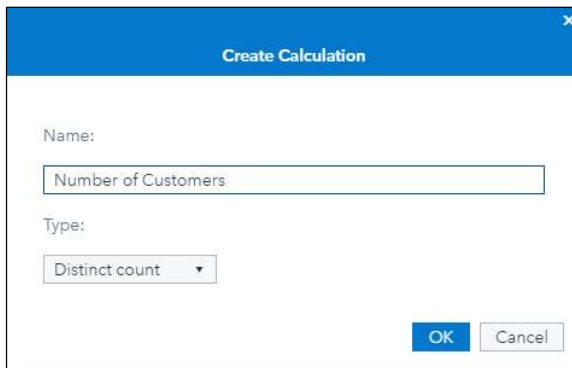 Create Calculation
Name:
Number of Customers
Type:
Distinct count
OK Cancel